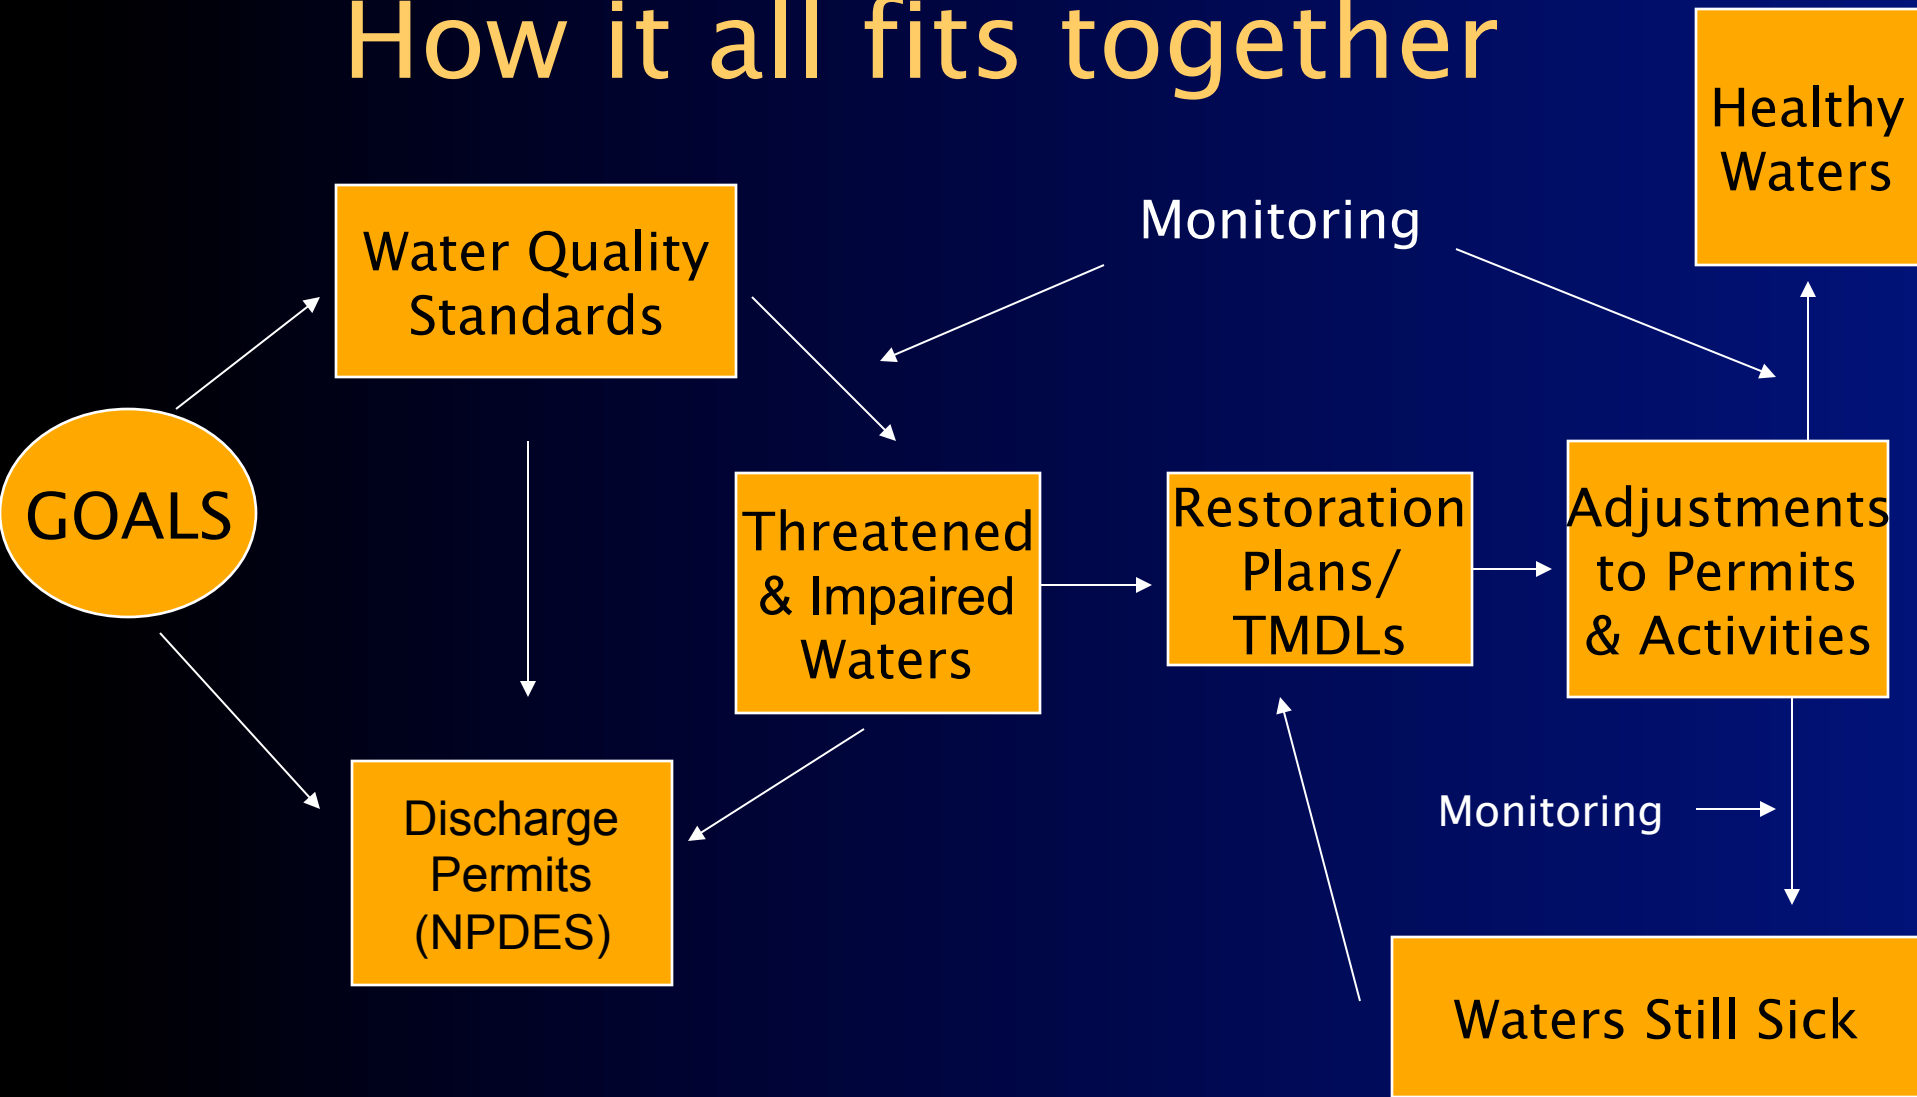 How it all fits together
Healthy
Waters
Monitoring
Water Quality
Standards
GOALS
Threatened
& Impaired
Waters
Restoration
Plans/
TMDLs
Adjustments
to Permits
& Activities
Discharge
Permits
(NPDES)
Monitoring
Waters Still Sick